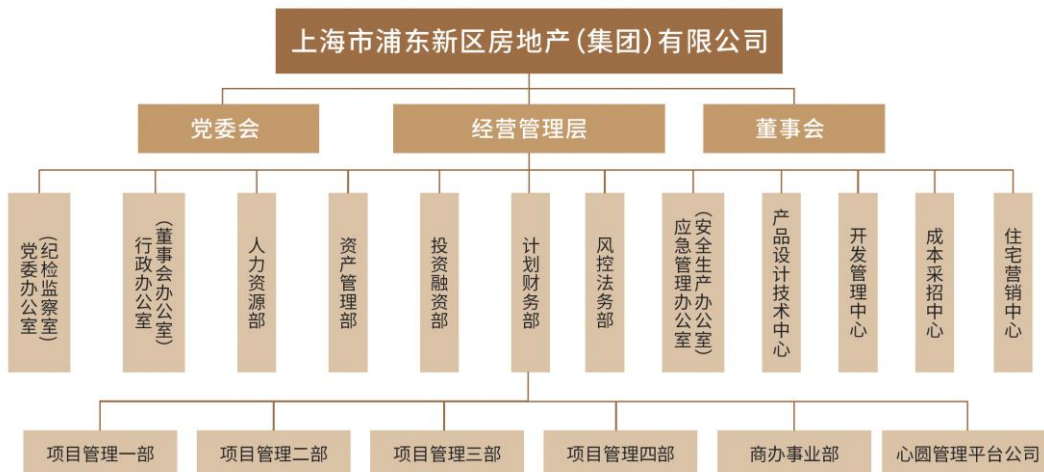 上海市浦东新区房地产(集团)有限公司
党委会
经营管理层
董事会
党委办公室
(纪检监察室)
行政办公室
(董事会办公室)
人力资源部
资产管理部
投资融资部
计划财务部
风控法务部
应急管理办公室
(安全生产办公室)
产品设计技术中心
开发管理中心
成本采招中心
住宅营销中心
项目管理一部
项目管理二部
项目管理三部
项目管理四部
商办事业部
心圆管理平台公司